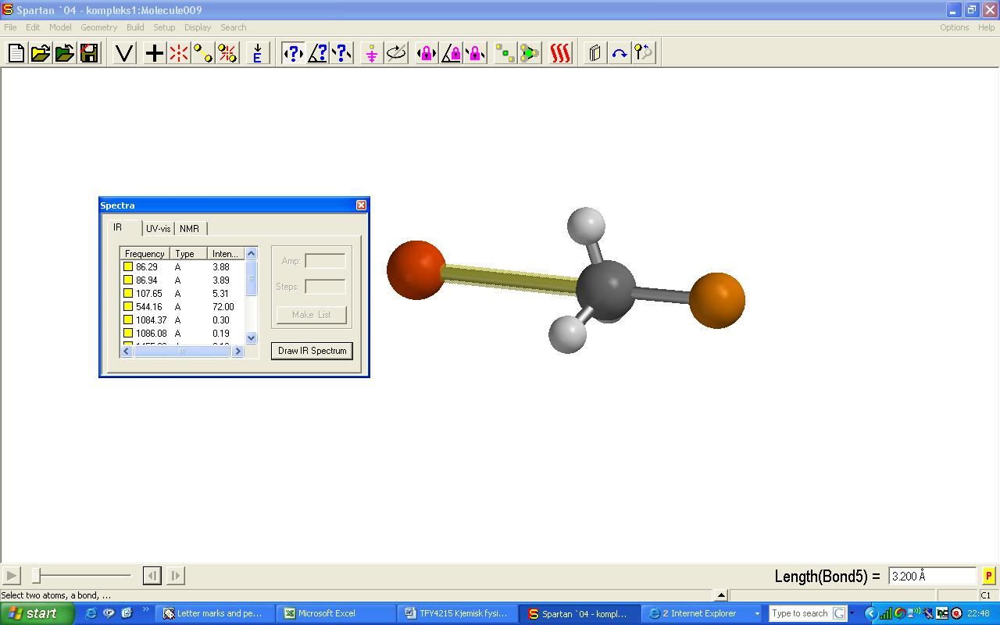 Spartan `04 - kompleks1:Molecule009
File Edit Model Geometry Build Setup Display Search Options Help
E
Spectra
IR UV-vis NMR
Frequency Type Inten...
86.29 A 3.88
86.94 A 3.89
107.65 A 5.31
544.16 A 72.00
1084.37 A 0.30
1086.08 A 0.19
Amp:
Steps:
Make List
Draw IR Spectrum
Length(Bond5) = 3.200 Å P
Select two atoms, a bond, ... C1
start Letter marks and pe... Microsoft Excel TFY4215 Kjemisk fysi... Spartan `04 - kompl... 2 Internet Explorer Type to search 22:48